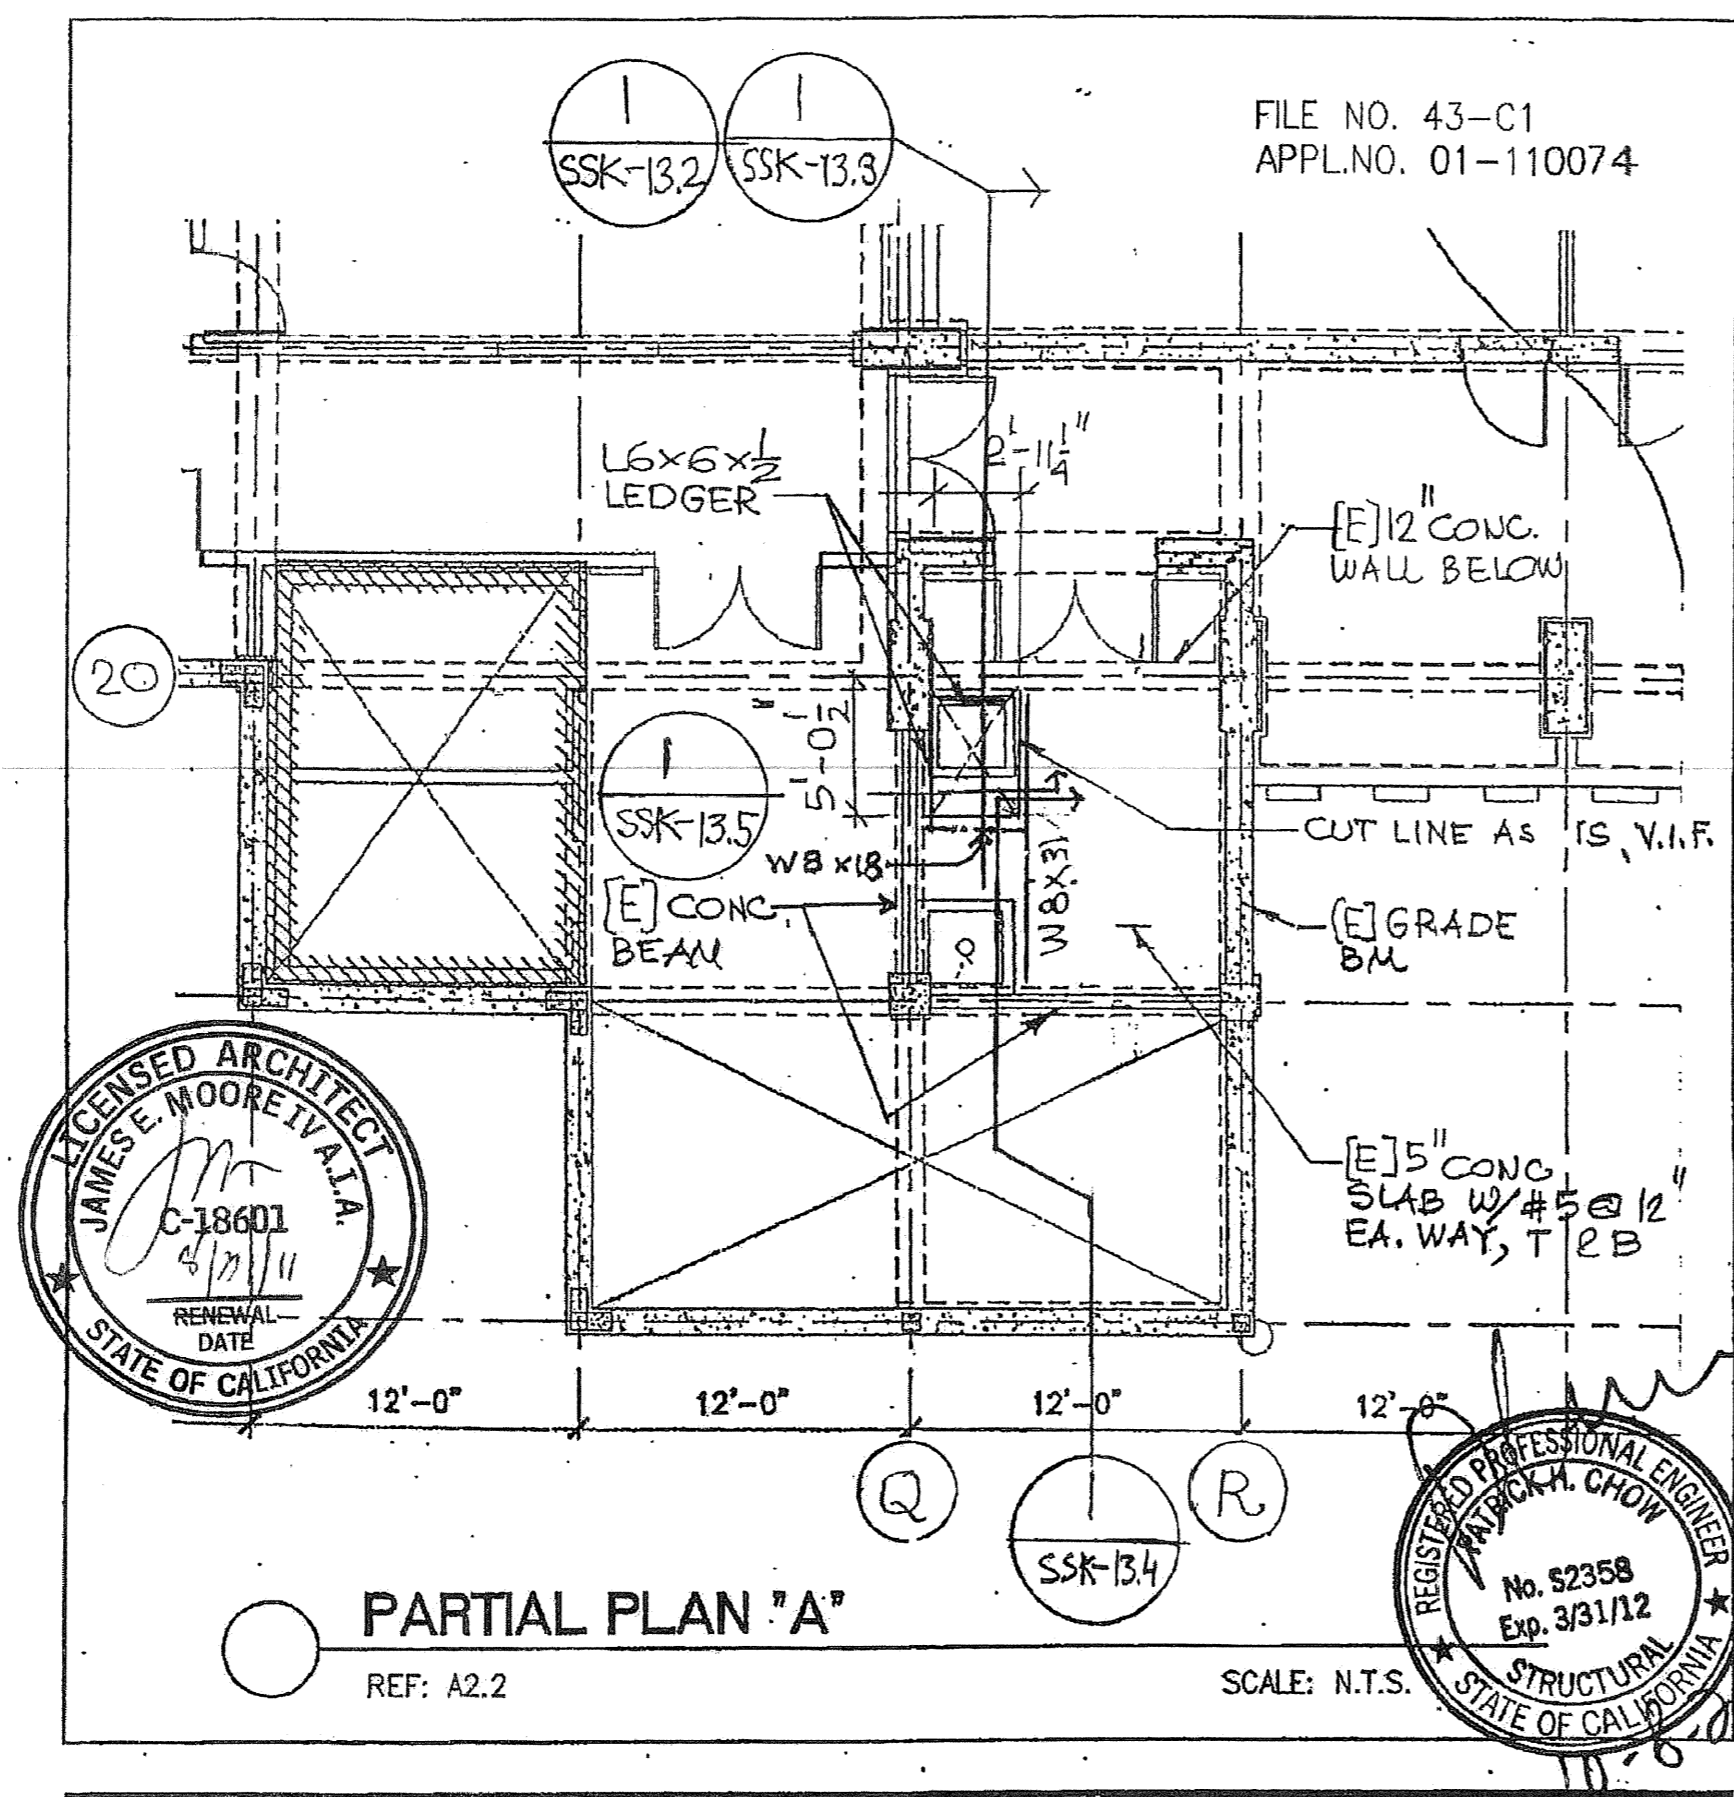 1
SSK-13.2
1
SSK-13.3
FILE NO. 43-C1
APPL.NO. 01-110074
L6x6x1/2
LEDGER
2'-11 1/4"
[E]12" CONC.
WALL BELOW
20
5'-0 1/2"
1
SSK-13.5
W8x18
W8x31
CUT LINE AS IS, V.I.F.
[E] CONC.
BEAM
[E] GRADE
BM
[E] 5" CONC
SLAB W/ #5 @ 12"
EA. WAY, T & B
LICENSED ARCHITECT
JAMES E. MOORE IV A.I.A.
C-18601
RENEWAL
DATE
STATE OF CALIFORNIA
12'-0"
12'-0"
12'-0"
12'-0"
Q
R
SSK-13.4
PARTIAL PLAN "A"
REF: A2.2
SCALE: N.T.S.
REGISTERED PROFESSIONAL ENGINEER
PATRICK H. CHOW
No. S2358
Exp. 3/31/12
STRUCTURAL
STATE OF CALIFORNIA